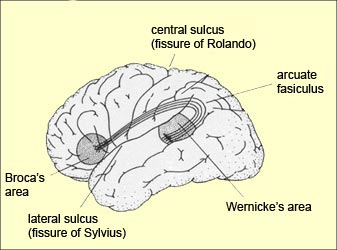 central sulcus
(fissure of Rolando)
arcuate
fasiculus
Broca's
area
Wernicke's area
lateral sulcus
(fissure of Sylvius)